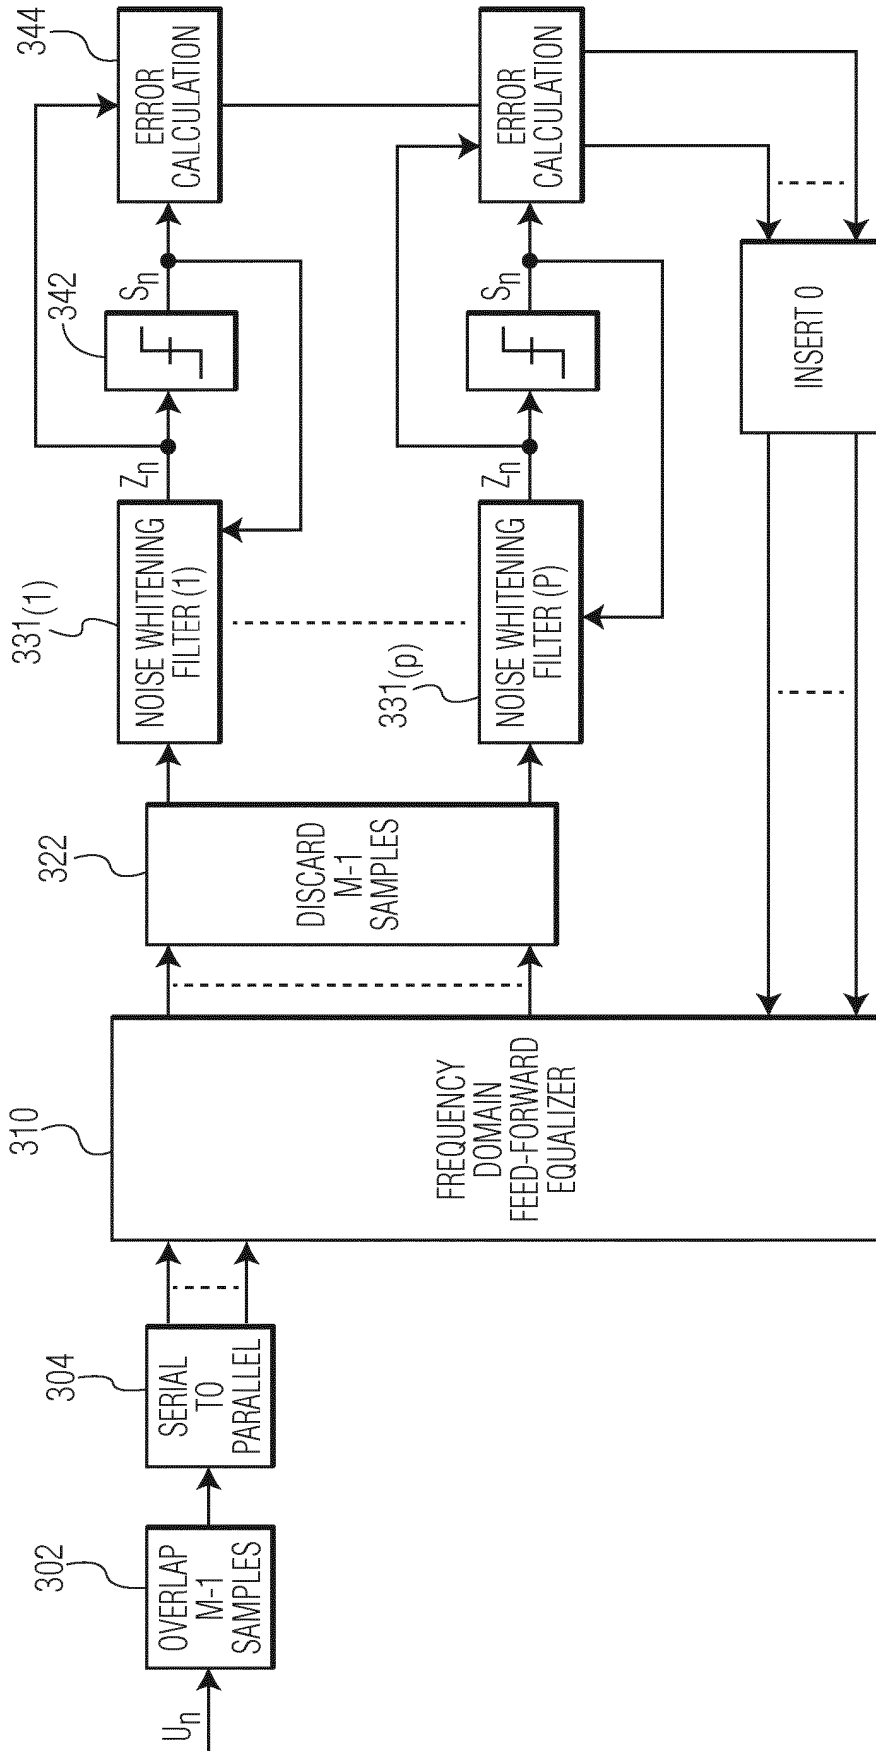 Un
302
OVERLAP
M-1
SAMPLES
304
SERIAL
TO
PARALLEL
310
FREQUENCY
DOMAIN
FEED-FORWARD
EQUALIZER
322
DISCARD
M-1
SAMPLES
331(1)
NOISE WHITENING
FILTER (1)
Zn
342
Sn
344
ERROR
CALCULATION
331(p)
NOISE WHITENING
FILTER (P)
Zn
Sn
ERROR
CALCULATION
INSERT 0